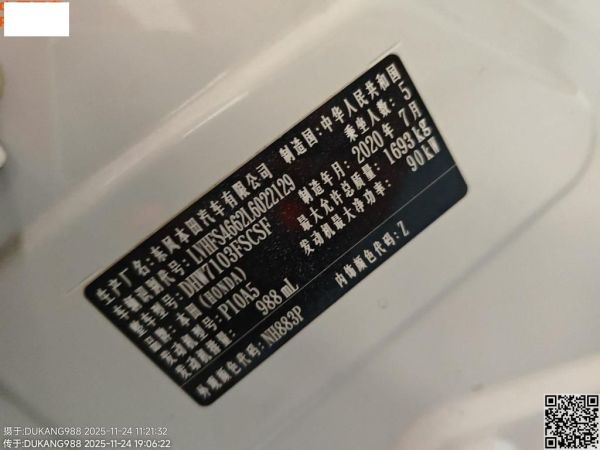 生产厂名:东风本田汽车有限公司 制造国:中华人民共和国
车辆识别代号:LVHFS4662L6022129 乘坐人数:5
整车型号:DHW7103FSCSF 制造年月:2020年7月
品牌:本田(HONDA) 最大允许总质量:1693kg
发动机型号:P10A5 发动机最大净功率:90kW
发动机排量:988mL
外观颜色代码:NH883P 内饰颜色代码:Z
摄于:DUKANG988 2025-11-24 11:21:32
传于:DUKANG988 2025-11-24 19:06:22